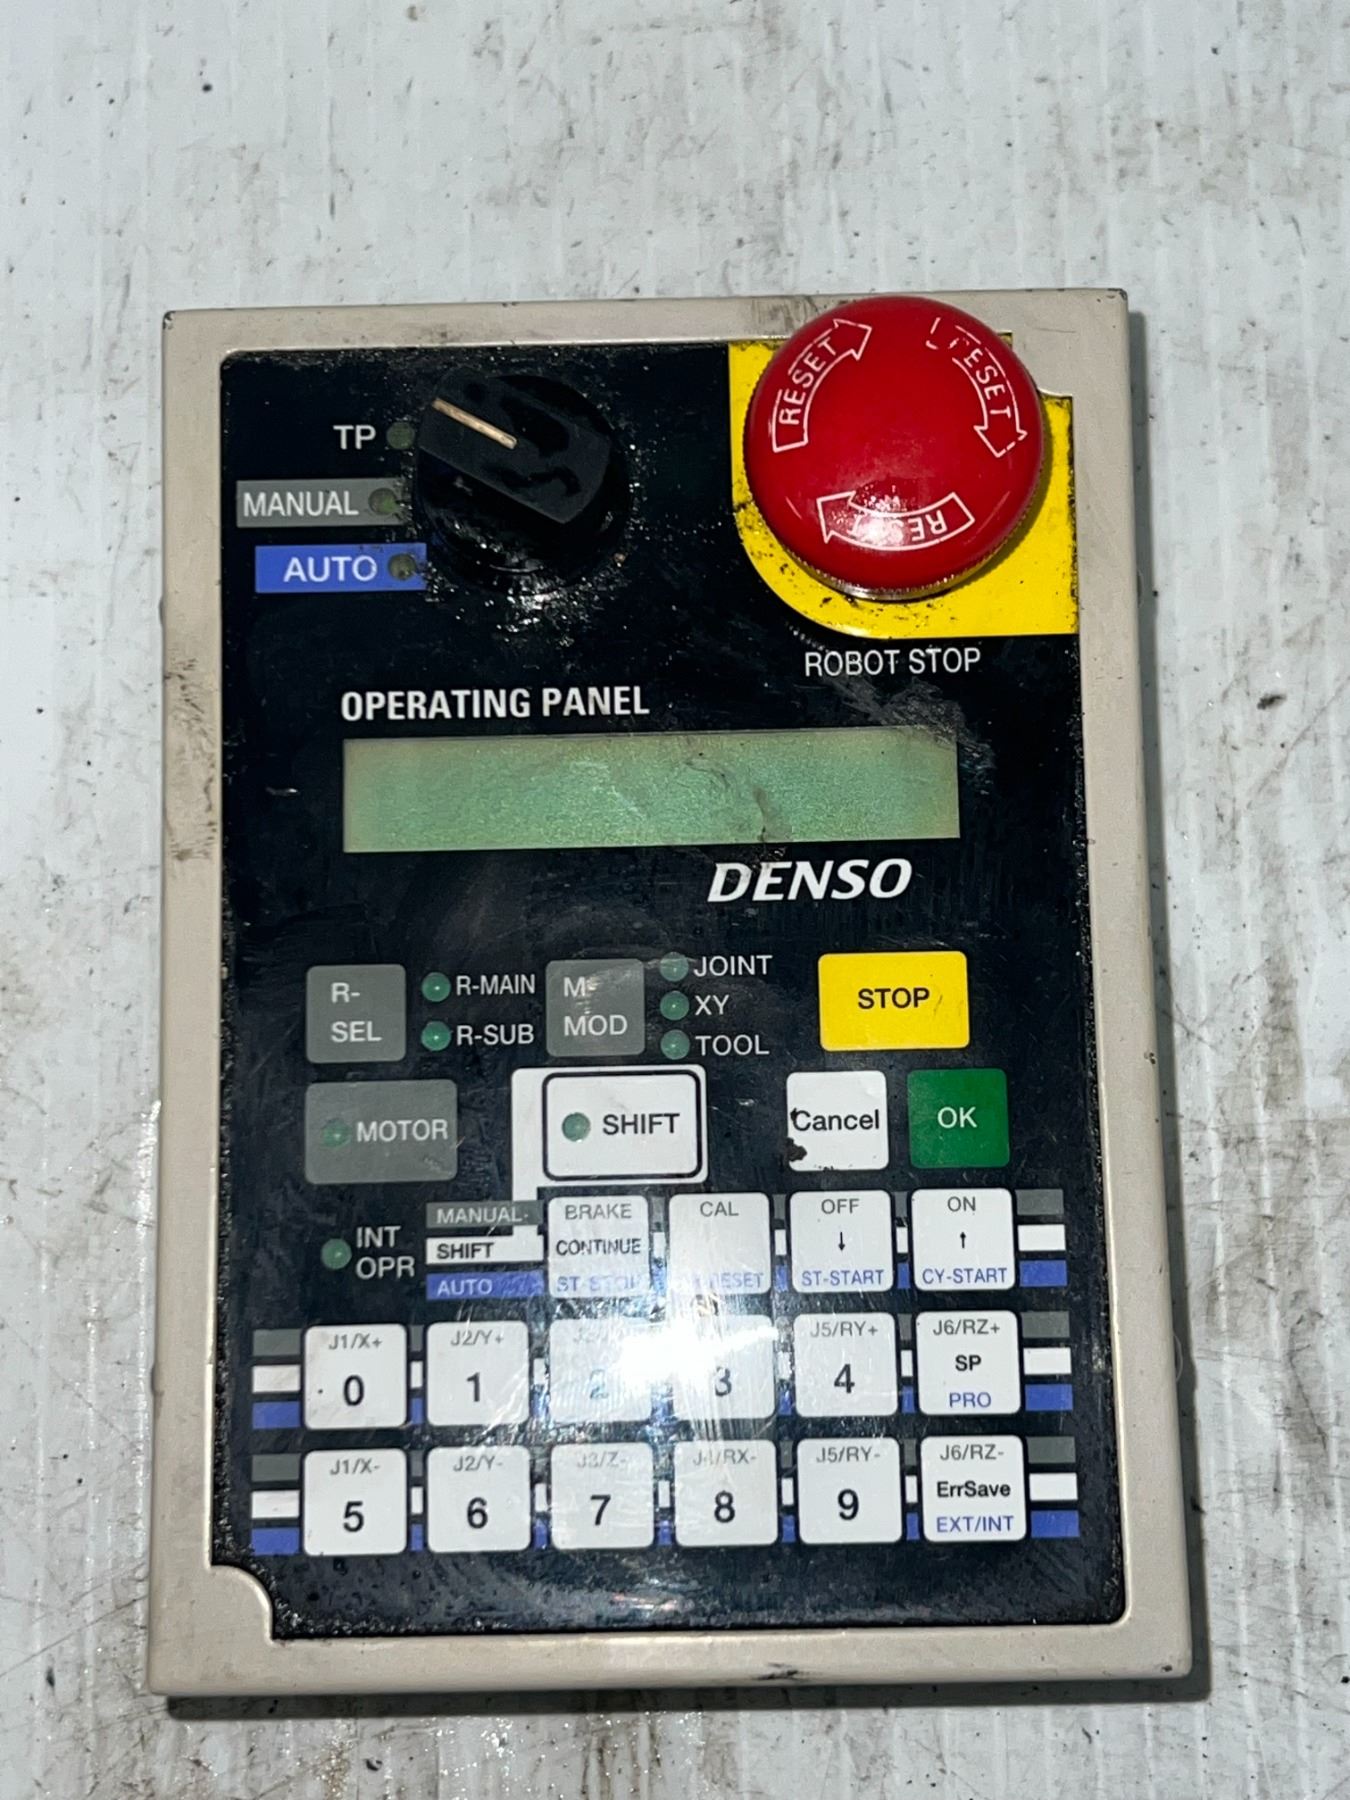 RESET
RESET
TP
MANUAL
AUTO
ROBOT STOP
OPERATING PANEL
DENSO
R-SEL
R-MAIN
R-SUB
M-MOD
JOINT
XY
TOOL
STOP
MOTOR
SHIFT
Cancel
OK
INT OPR
MANUAL
SHIFT
AUTO
BRAKE
CONTINUE
CAL
OFF
↓
ST-START
ON
↑
CY-START
J1/X+
0
J2/Y+
1
2
3
J5/RY+
4
J6/RZ+
SP
PRO
J1/X-
5
J2/Y-
6
J3/Z-
7
J4/RX-
8
J5/RY-
9
J6/RZ-
ErrSave
EXT/INT